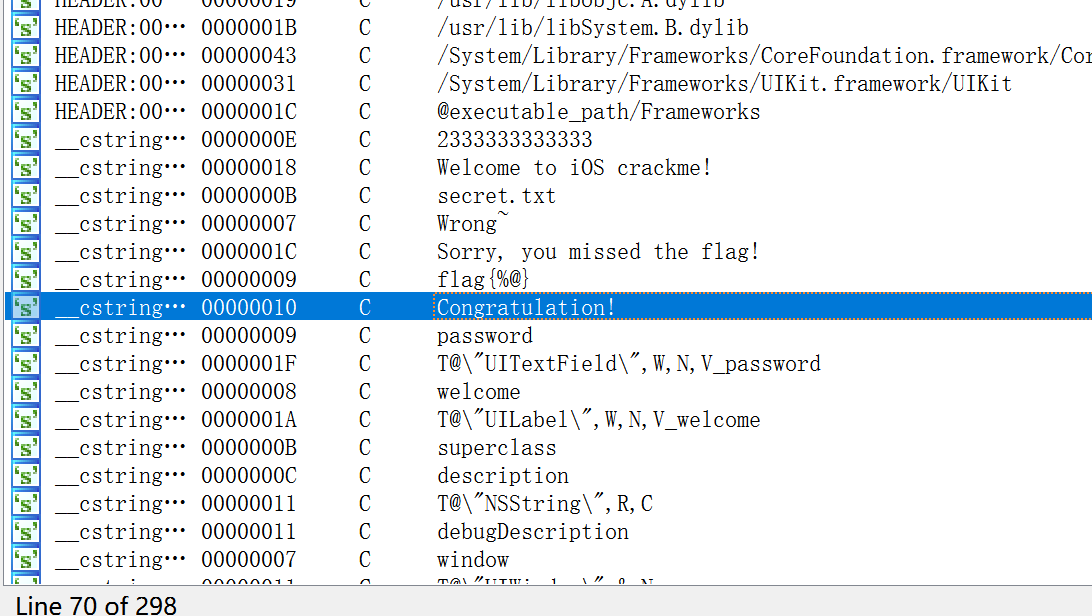 HEADER:00··· 00000019 C /usr/lib/libobjc.A.dylib
HEADER:00··· 0000001B C /usr/lib/libSystem.B.dylib
HEADER:00··· 00000043 C /System/Library/Frameworks/CoreFoundation.framework/Cor
HEADER:00··· 00000031 C /System/Library/Frameworks/UIKit.framework/UIKit
HEADER:00··· 0000001C C @executable_path/Frameworks
__cstring··· 0000000E C 2333333333333
__cstring··· 00000018 C Welcome to iOS crackme!
__cstring··· 0000000B C secret.txt
__cstring··· 00000007 C Wrong~
__cstring··· 0000001C C Sorry, you missed the flag!
__cstring··· 00000009 C flag{%@}
__cstring··· 00000010 C Congratulation!
__cstring··· 00000009 C password
__cstring··· 0000001F C T@\"UITextField\",W,N,V_password
__cstring··· 00000008 C welcome
__cstring··· 0000001A C T@\"UILabel\",W,N,V_welcome
__cstring··· 0000000B C superclass
__cstring··· 0000000C C description
__cstring··· 00000011 C T@\"NSString\",R,C
__cstring··· 00000011 C debugDescription
__cstring··· 00000007 C window
Line 70 of 298